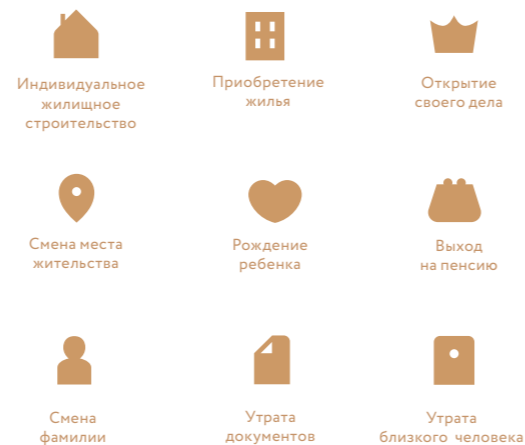 Индивидуальное
жилищное
строительство
Приобретение
жилья
Открытие
своего дела
Смена места
жительства
Рождение
ребенка
Выход
на пенсию
Смена
фамилии
Утрата
документов
Утрата
близкого человека